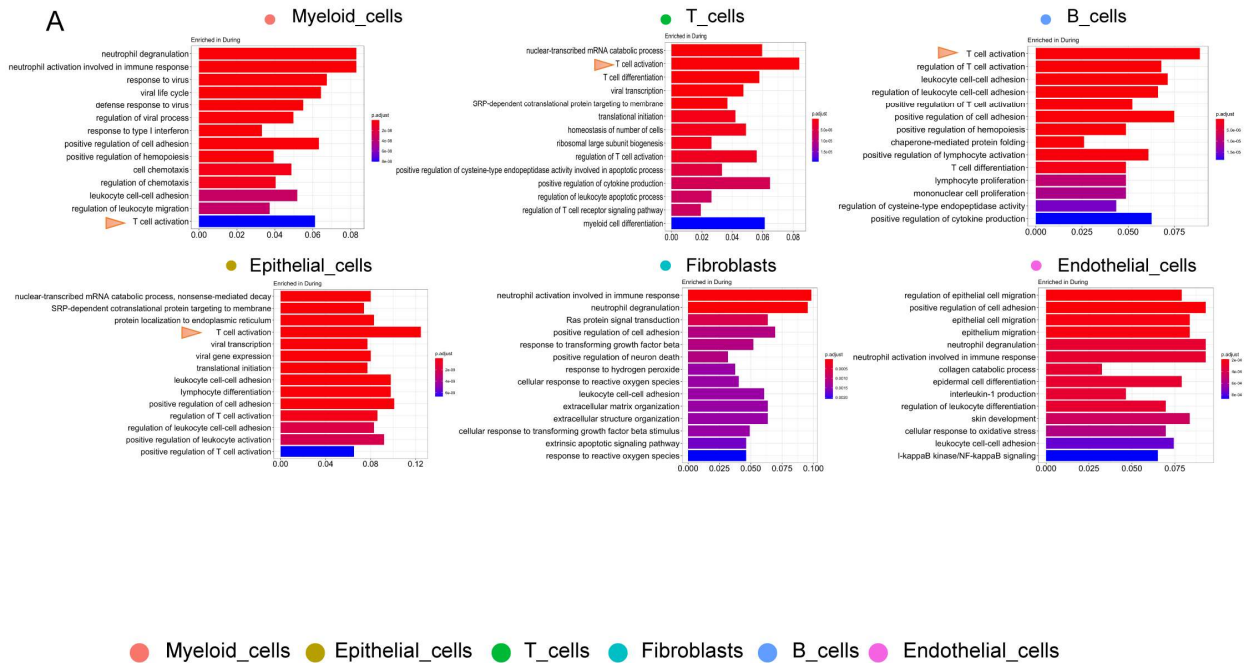 A
Myeloid_cells
Enriched in During
neutrophil degranulation
neutrophil activation involved in immune response
response to virus
viral life cycle
defense response to virus
regulation of viral process
response to type I interferon
positive regulation of cell adhesion
positive regulation of hemopoiesis
cell chemotaxis
regulation of chemotaxis
leukocyte cell-cell adhesion
regulation of leukocyte migration
T cell activation
0.00 0.02 0.04 0.06 0.08
p.adjust
T_cells
Enriched in During
nuclear-transcribed mRNA catabolic process
T cell activation
T cell differentiation
viral transcription
SRP-dependent cotranslational protein targeting to membrane
translational initiation
homeostasis of number of cells
ribosomal large subunit biogenesis
regulation of T cell activation
positive regulation of cysteine-type endopeptidase activity involved in apoptotic process
positive regulation of cytokine production
regulation of leukocyte apoptotic process
regulation of T cell receptor signaling pathway
myeloid cell differentiation
0.00 0.02 0.04 0.06 0.08
p.adjust
B_cells
Enriched in During
T cell activation
regulation of T cell activation
leukocyte cell-cell adhesion
regulation of leukocyte cell-cell adhesion
positive regulation of T cell activation
positive regulation of cell adhesion
positive regulation of hemopoiesis
chaperone-mediated protein folding
positive regulation of lymphocyte activation
T cell differentiation
lymphocyte proliferation
mononuclear cell proliferation
regulation of cysteine-type endopeptidase activity
positive regulation of cytokine production
0.000 0.025 0.050 0.075
p.adjust
Epithelial_cells
Enriched in During
nuclear-transcribed mRNA catabolic process, nonsense-mediated decay
SRP-dependent cotranslational protein targeting to membrane
protein localization to endoplasmic reticulum
T cell activation
viral transcription
viral gene expression
translational initiation
leukocyte cell-cell adhesion
lymphocyte differentiation
positive regulation of cell adhesion
regulation of T cell activation
regulation of leukocyte cell-cell adhesion
positive regulation of leukocyte activation
positive regulation of T cell activation
0.00 0.04 0.08 0.12
p.adjust
Fibroblasts
Enriched in During
neutrophil activation involved in immune response
neutrophil degranulation
Ras protein signal transduction
positive regulation of cell adhesion
response to transforming growth factor beta
positive regulation of neuron death
response to hydrogen peroxide
cellular response to reactive oxygen species
leukocyte cell-cell adhesion
extracellular matrix organization
extracellular structure organization
cellular response to transforming growth factor beta stimulus
extrinsic apoptotic signaling pathway
response to reactive oxygen species
0.000 0.025 0.050 0.075 0.100
p.adjust
Endothelial_cells
Enriched in During
regulation of epithelial cell migration
positive regulation of cell adhesion
epithelial cell migration
epithelium migration
neutrophil degranulation
neutrophil activation involved in immune response
collagen catabolic process
epidermal cell differentiation
interleukin-1 production
regulation of leukocyte differentiation
skin development
cellular response to oxidative stress
leukocyte cell-cell adhesion
I-kappaB kinase/NF-kappaB signaling
0.000 0.025 0.050 0.075
p.adjust
Myeloid_cells Epithelial_cells T_cells Fibroblasts B_cells Endothelial_cells